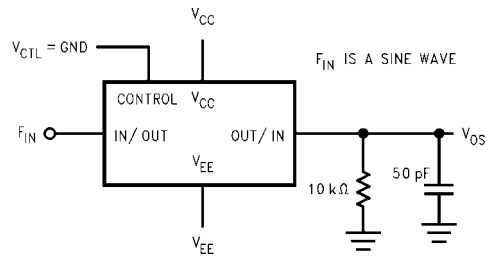 V_CC
V_CTL = GND
F_IN IS A SINE WAVE
CONTROL V_CC
F_IN IN/OUT OUT/IN V_OS
V_EE
10 kΩ 50 pF
V_EE